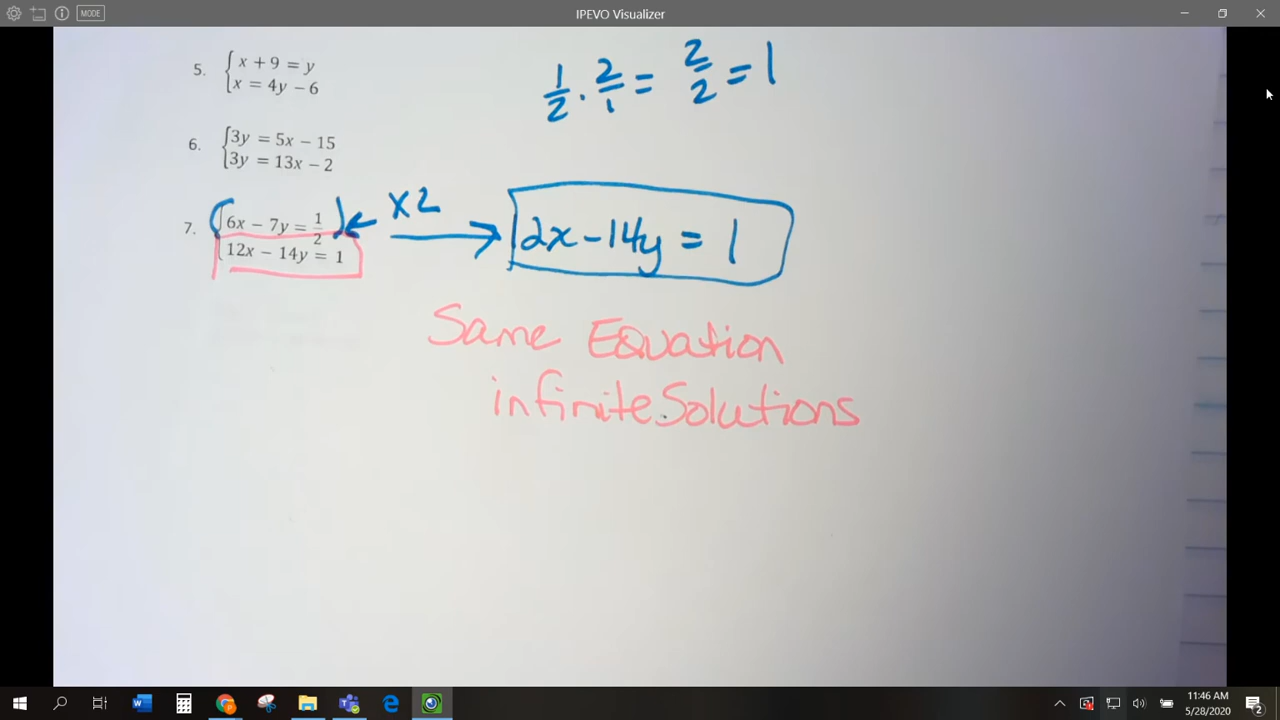 IPEVO Visualizer
MODE
5. x + 9 = y
x = 4y − 6
1/2 · 2/1 = 2/2 = 1
6. 3y = 5x − 15
3y = 13x − 2
x2
7. 6x − 7y = 1/2
12x − 14y = 1
12x − 14y = 1
Same Equation
infinite Solutions
11:46 AM
5/28/2020
2